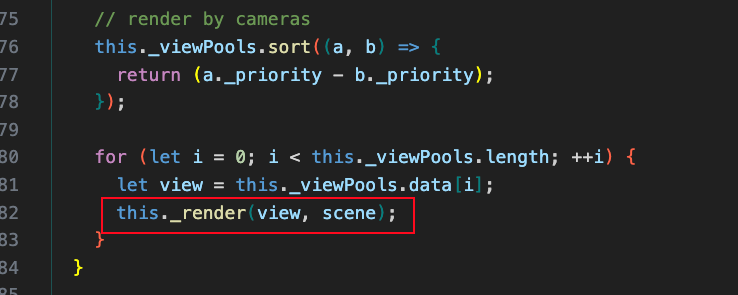 75 // render by cameras
76 this._viewPools.sort((a, b) => {
77 return (a._priority - b._priority);
78 });
79
80 for (let i = 0; i < this._viewPools.length; ++i) {
81 let view = this._viewPools.data[i];
82 this._render(view, scene);
83 }
84 }
85